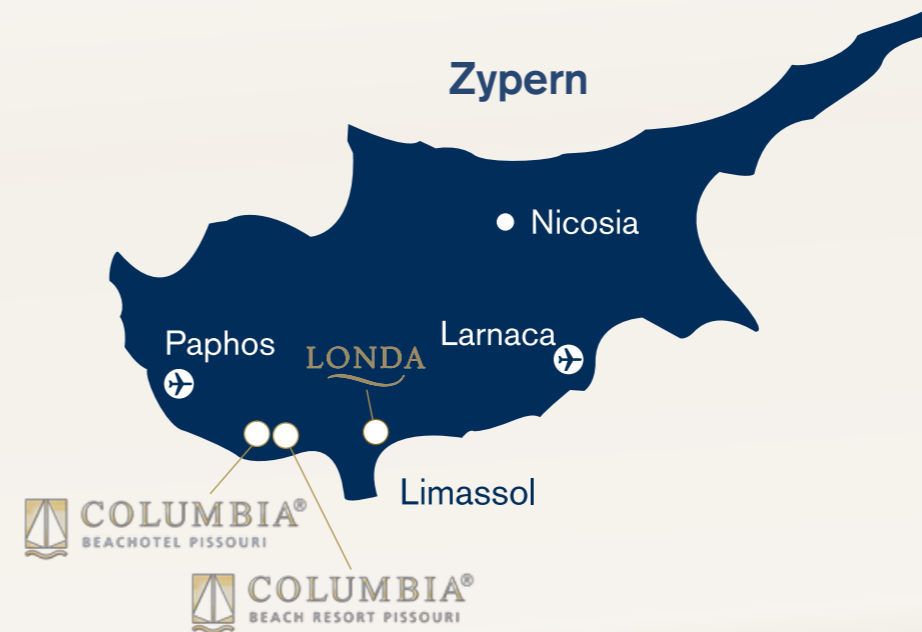 Zypern
Nicosia
Paphos
Larnaca
LONDA
Limassol
COLUMBIA®
BEACHOTEL PISSOURI
COLUMBIA®
BEACH RESORT PISSOURI